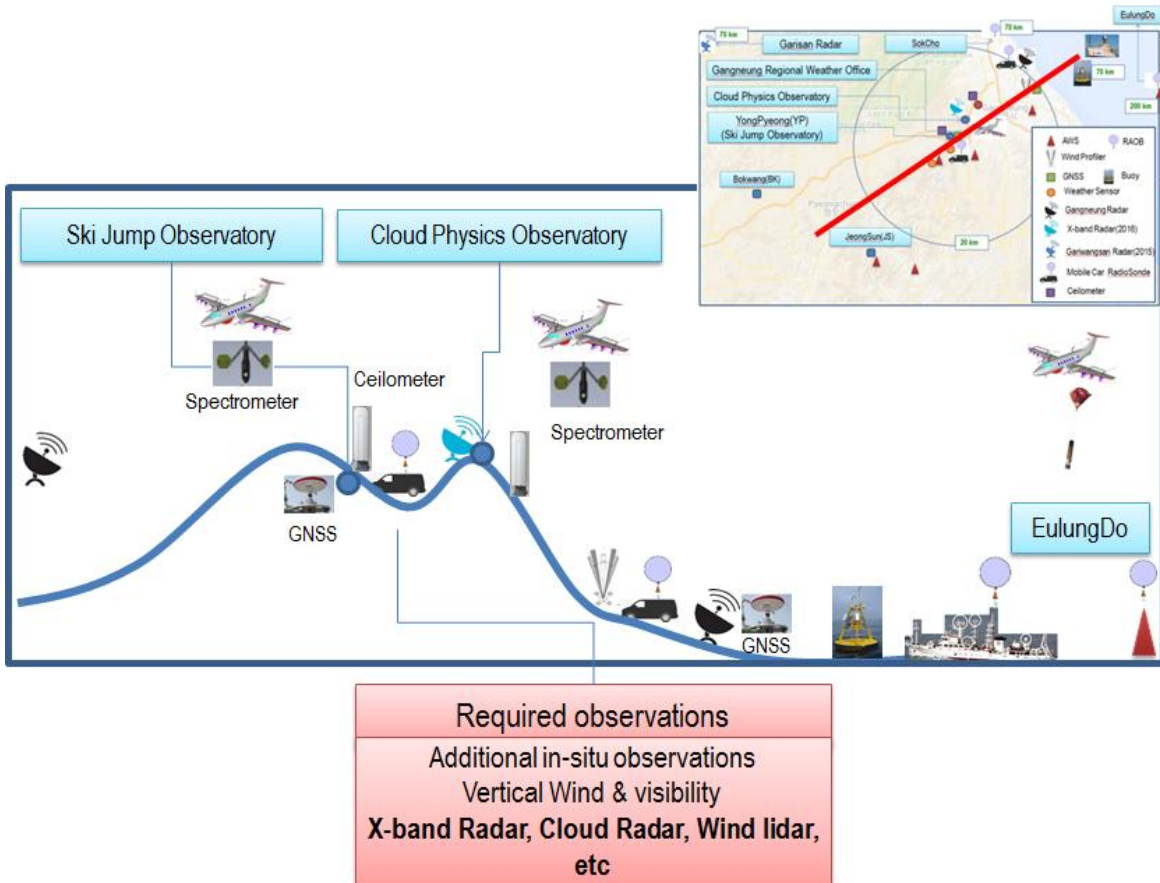 EulungDo
70 km
Garisan Radar
SokCho
70 km
Gangneung Regional Weather Office
70 km
Cloud Physics Observatory
200 km
YongPyeong(YP)
(Ski Jump Observatory)
Bokwang(BK)
JeongSun(JS)
20 km
AWS
RAOB
Wind Profiler
GNSS
Buoy
Weather Sensor
Gangneung Radar
X-band Radar(2016)
Gariwangsan Radar(2015)
Mobile Car RadioSonde
Ceilometer
Ski Jump Observatory
Cloud Physics Observatory
Spectrometer
Ceilometer
Spectrometer
GNSS
EulungDo
GNSS
Required observations
Additional in-situ observations
Vertical Wind & visibility
X-band Radar, Cloud Radar, Wind lidar,
etc